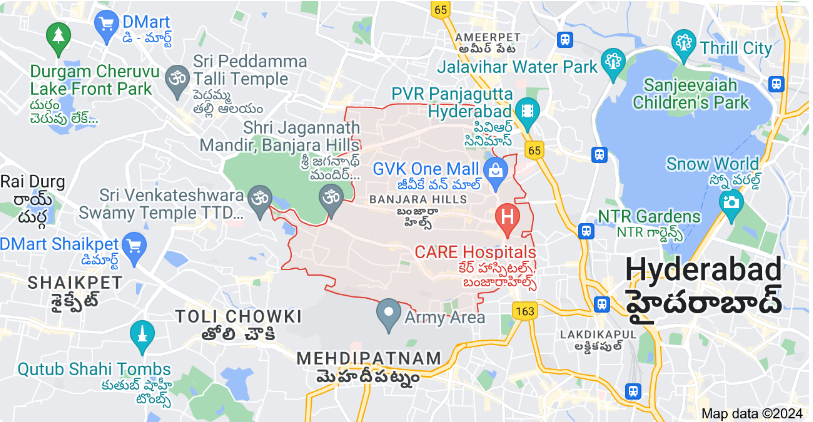 65
DMart
డి - మార్ట్
AMEERPET
అమీర్ పేట
Thrill City
Durgam Cheruvu
Lake Front Park
దుర్గం
చెరువు లేక్...
Sri Peddamma
Talli Temple
పెద్దమ్మ
తల్లి ఆలయం
Jalavihar Water Park
Sanjeevaiah
Children's Park
PVR Panjagutta
Hyderabad
పివిఆర్
సినిమాస్
Shri Jagannath
Mandir, Banjara Hills
శ్రీ జగనాథ్
మందిర్...
65
GVK One Mall
జీవీకే వన్ మాల్
Snow World
స్నో వరల్డ్
Rai Durg
రాయ్
దుర్గ
Sri Venkateshwara
Swamy Temple TTD...
BANJARA HILLS
బంజారా
హిల్స్
H
NTR Gardens
NTR గార్డెన్స్
DMart Shaikpet
డిమార్ట్
CARE Hospitals
కేర్ హాస్పిటల్స్,
బంజారాహిల్స్
Hyderabad
హైదరాబాద్
SHAIKPET
శైక్పేట్
TOLI CHOWKI
తోలి చౌకి
Army Area
163
LAKDIKAPUL
లక్డికపుల్
Qutub Shahi Tombs
కుతుబ్ షాహీ
టొంబ్స్
MEHDIPATNAM
మెహదీపట్నం
Map data ©2024